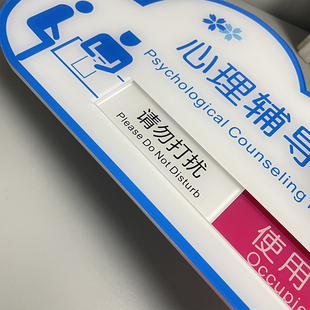 心理辅导
Psychological Counseling
请勿打扰
Please Do Not Disturb
使用